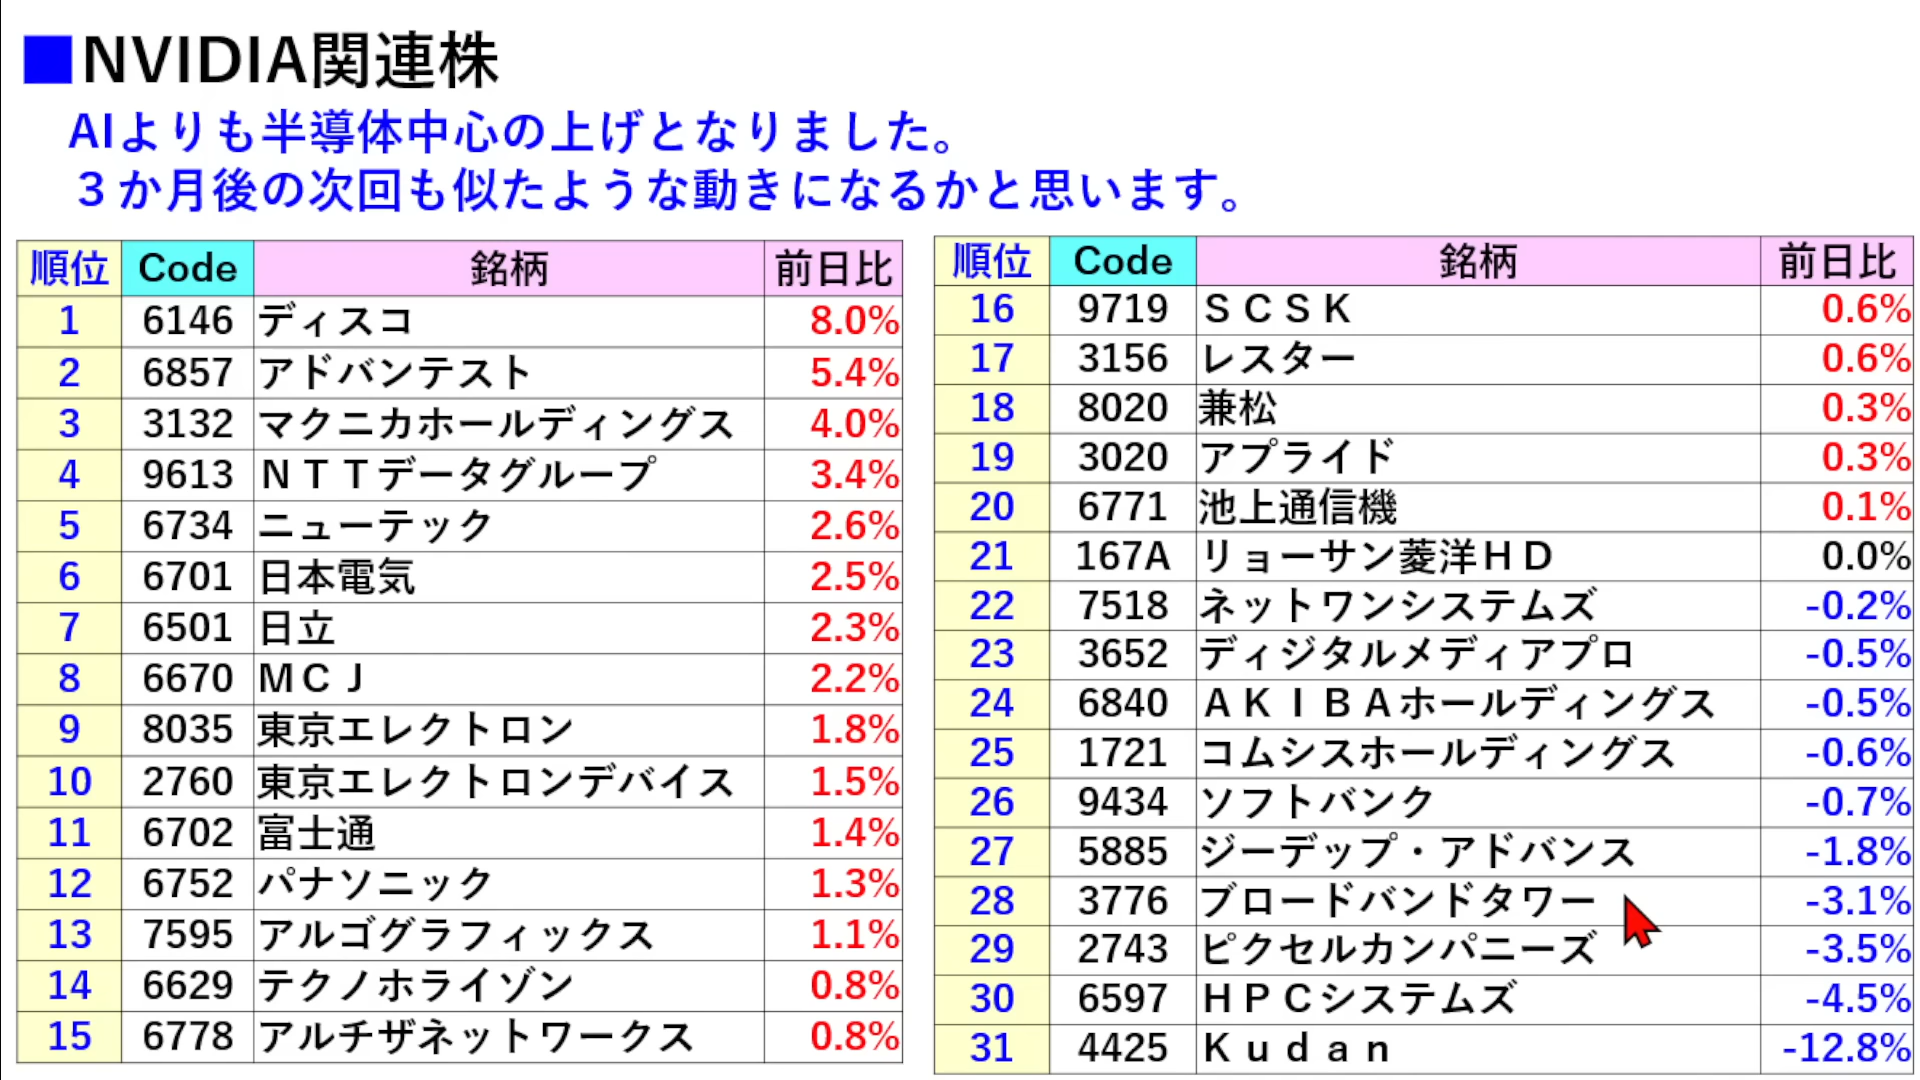 ■NVIDIA関連株
AIよりも半導体中心の上げとなりました。
３か月後の次回も似たような動きになるかと思います。
順位 Code 銘柄 前日比
1 6146 ディスコ 8.0%
2 6857 アドバンテスト 5.4%
3 3132 マクニカホールディングス 4.0%
4 9613 ＮＴＴデータグループ 3.4%
5 6734 ニューテック 2.6%
6 6701 日本電気 2.5%
7 6501 日立 2.3%
8 6670 ＭＣＪ 2.2%
9 8035 東京エレクトロン 1.8%
10 2760 東京エレクトロンデバイス 1.5%
11 6702 富士通 1.4%
12 6752 パナソニック 1.3%
13 7595 アルゴグラフィックス 1.1%
14 6629 テクノホライゾン 0.8%
15 6778 アルチザネットワークス 0.8%
順位 Code 銘柄 前日比
16 9719 ＳＣＳＫ 0.6%
17 3156 レスター 0.6%
18 8020 兼松 0.3%
19 3020 アプライド 0.3%
20 6771 池上通信機 0.1%
21 167A リョーサン菱洋ＨＤ 0.0%
22 7518 ネットワンシステムズ -0.2%
23 3652 ディジタルメディアプロ -0.5%
24 6840 ＡＫＩＢＡホールディングス -0.5%
25 1721 コムシスホールディングス -0.6%
26 9434 ソフトバンク -0.7%
27 5885 ジーデップ・アドバンス -1.8%
28 3776 ブロードバンドタワー -3.1%
29 2743 ピクセルカンパニーズ -3.5%
30 6597 ＨＰＣシステムズ -4.5%
31 4425 Ｋｕｄａｎ -12.8%